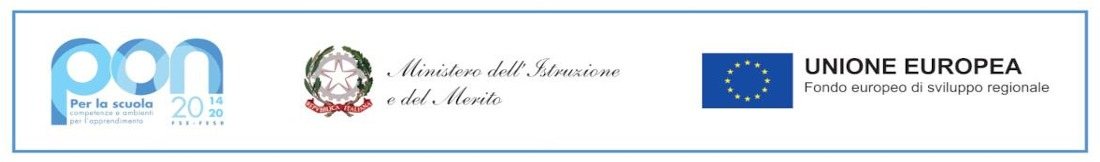 pon
Per la scuola
competenze e ambienti
per l'apprendimento
20 14
20
FSE-FESR
REPVBBLICA ITALIANA
Ministero dell'Istruzione
e del Merito
UNIONE EUROPEA
Fondo europeo di sviluppo regionale